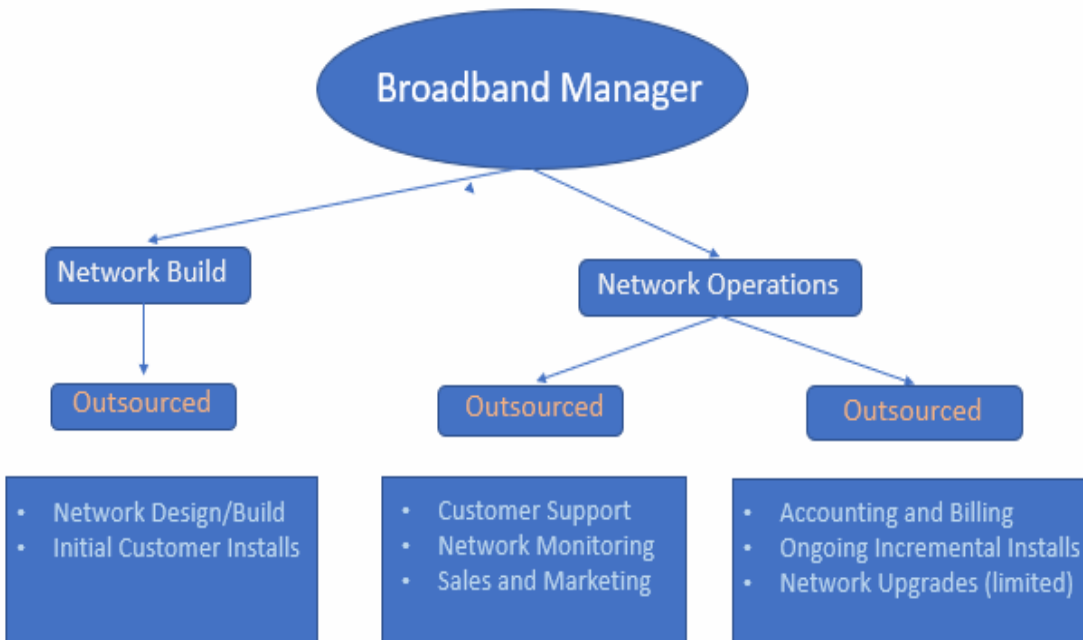 Broadband Manager
Network Build
Network Operations
Outsourced
Outsourced
Outsourced
• Network Design/Build
• Initial Customer Installs
• Customer Support
• Network Monitoring
• Sales and Marketing
• Accounting and Billing
• Ongoing Incremental Installs
• Network Upgrades (limited)